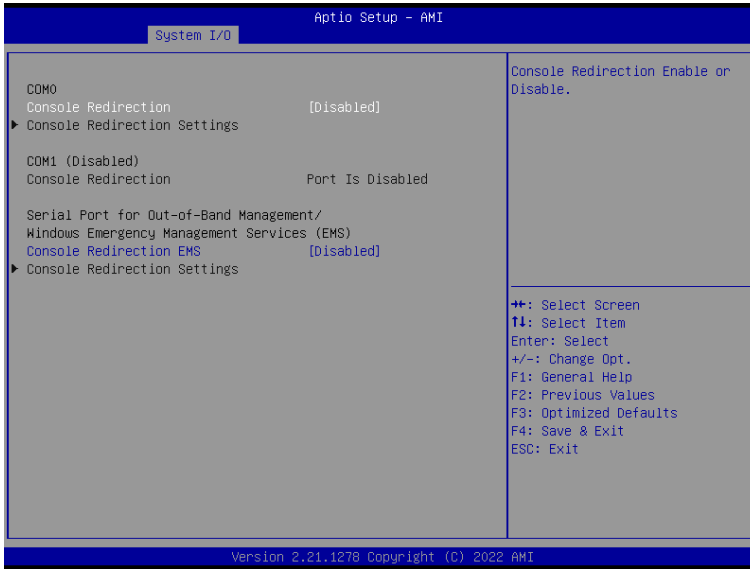 Aptio Setup - AMI
System I/O
COM0
Console Redirection [Disabled]
Console Redirection Settings
COM1 (Disabled)
Console Redirection Port Is Disabled
Serial Port for Out-of-Band Management/
Windows Emergency Management Services (EMS)
Console Redirection EMS [Disabled]
Console Redirection Settings
Console Redirection Enable or
Disable.
→←: Select Screen
↑↓: Select Item
Enter: Select
+/-: Change Opt.
F1: General Help
F2: Previous Values
F3: Optimized Defaults
F4: Save & Exit
ESC: Exit
Version 2.21.1278 Copyright (C) 2022 AMI